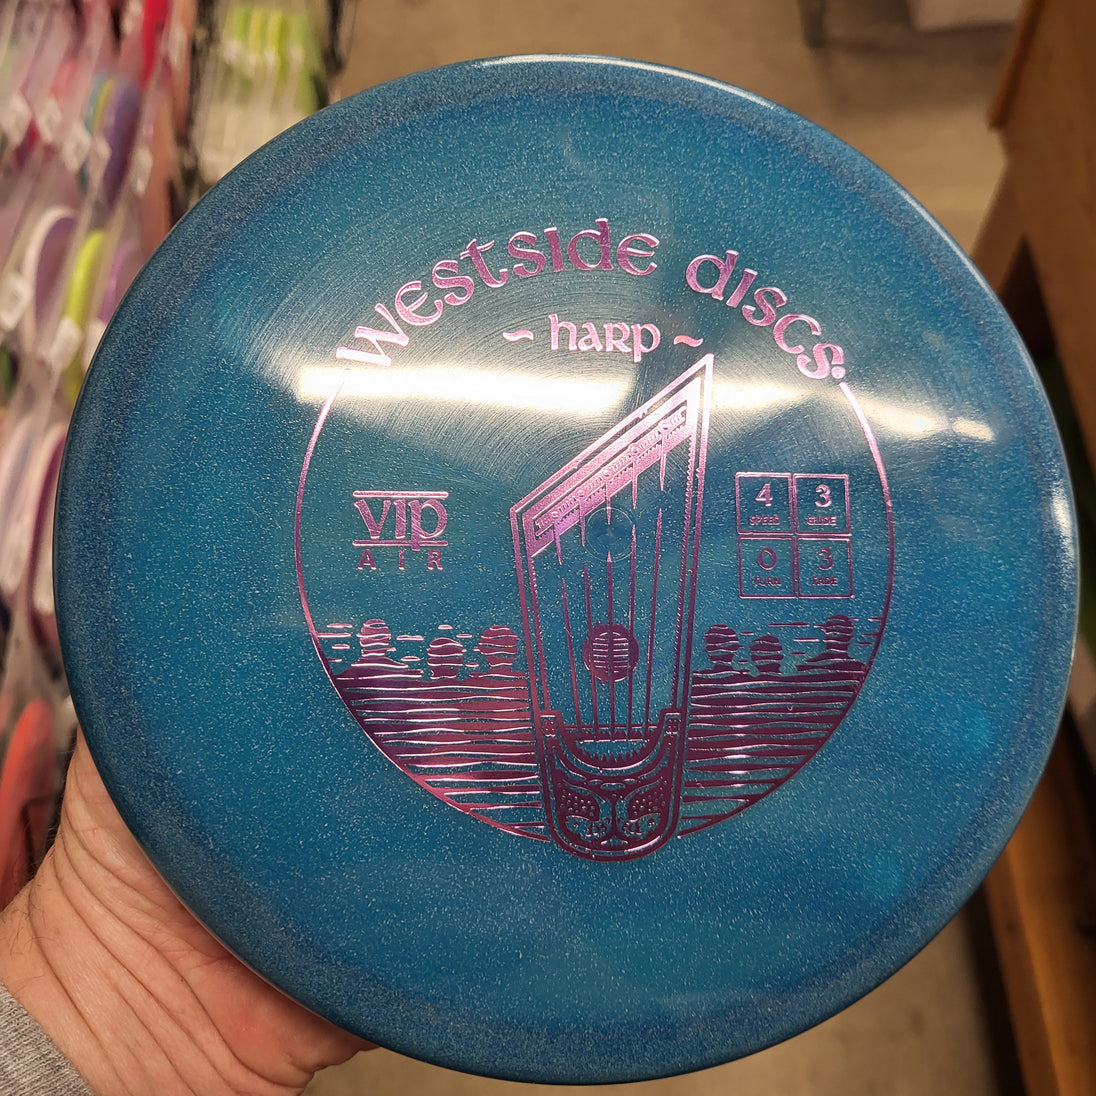 westside discs
~ harp ~
vip
AIR
4 3
SPEED GLIDE
0 3
TURN FADE